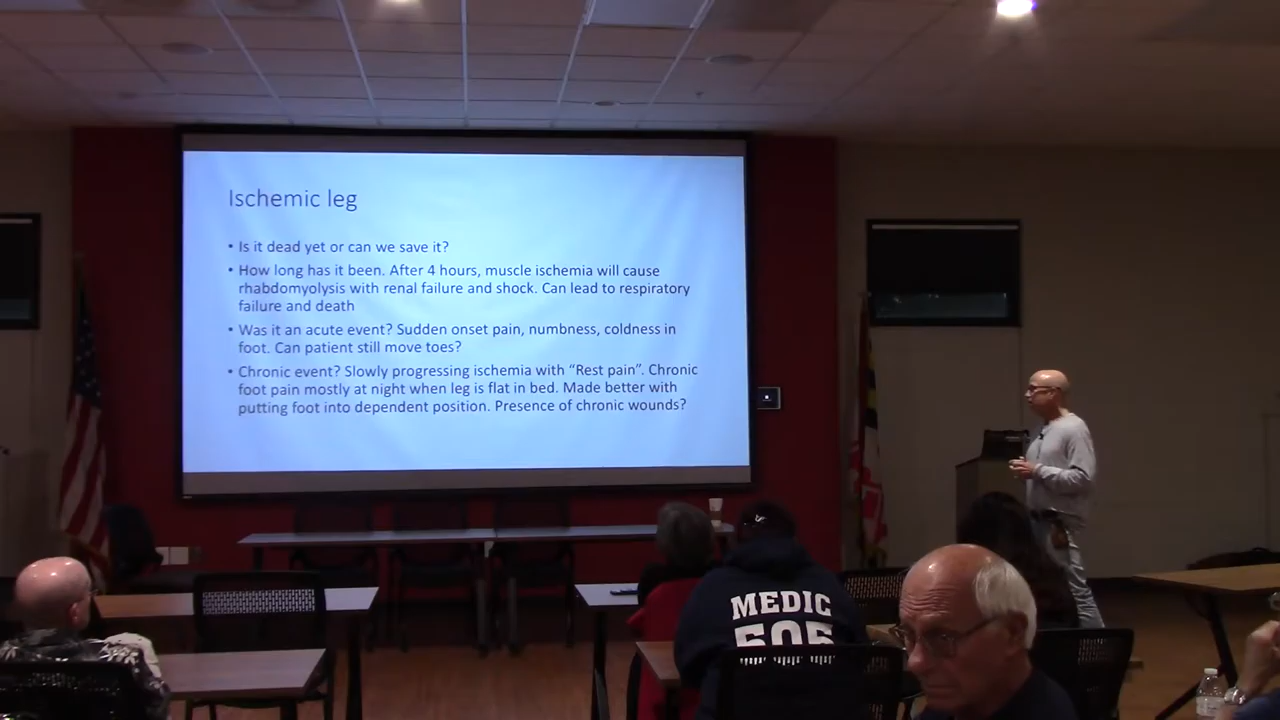 Ischemic leg
• Is it dead yet or can we save it?
• How long has it been. After 4 hours, muscle ischemia will cause
rhabdomyolysis with renal failure and shock. Can lead to respiratory
failure and death
• Was it an acute event? Sudden onset pain, numbness, coldness in
foot. Can patient still move toes?
• Chronic event? Slowly progressing ischemia with “Rest pain”. Chronic
foot pain mostly at night when leg is flat in bed. Made better with
putting foot into dependent position. Presence of chronic wounds?
MEDIC
505